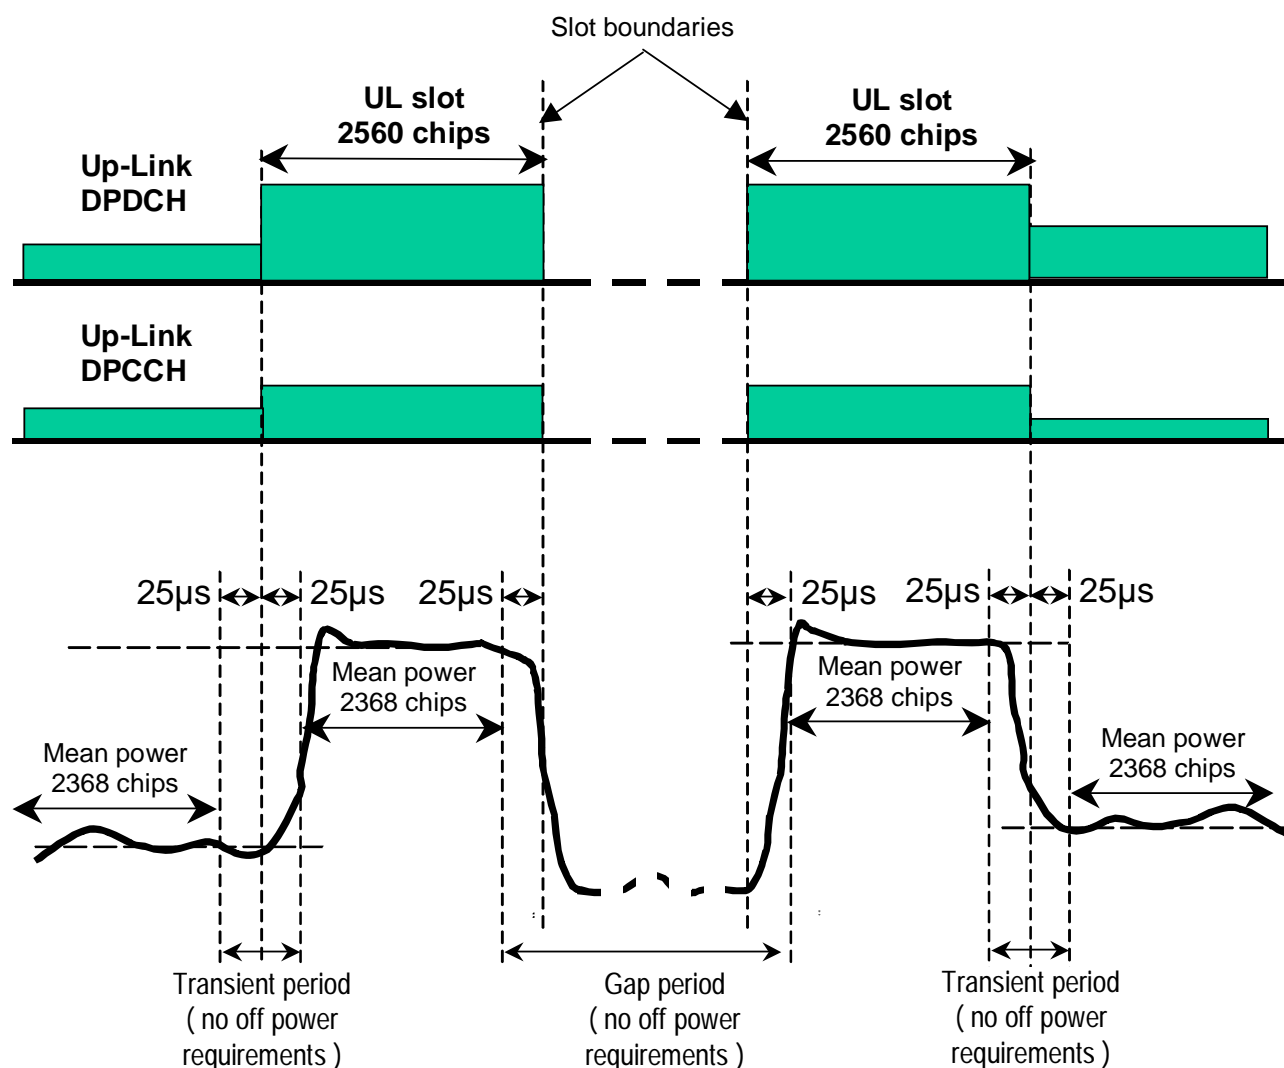 Slot boundaries
UL slot
2560 chips
UL slot
2560 chips
Up-Link
DPDCH
Up-Link
DPCCH
25µs
25µs
25µs
25µs
25µs
25µs
Mean power
2368 chips
Mean power
2368 chips
Mean power
2368 chips
Mean power
2368 chips
Transient period
( no off power
requirements )
Gap period
( no off power
requirements )
Transient period
( no off power
requirements )